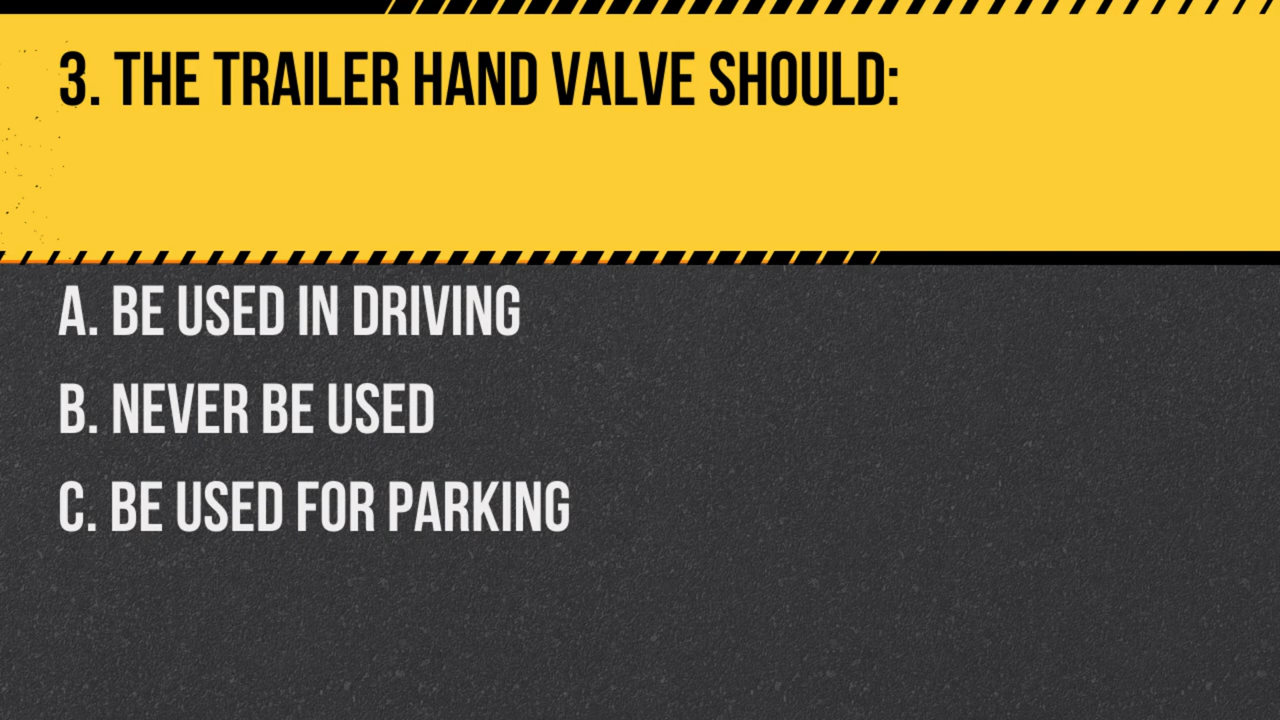 3. THE TRAILER HAND VALVE SHOULD:
A. BE USED IN DRIVING
B. NEVER BE USED
C. BE USED FOR PARKING